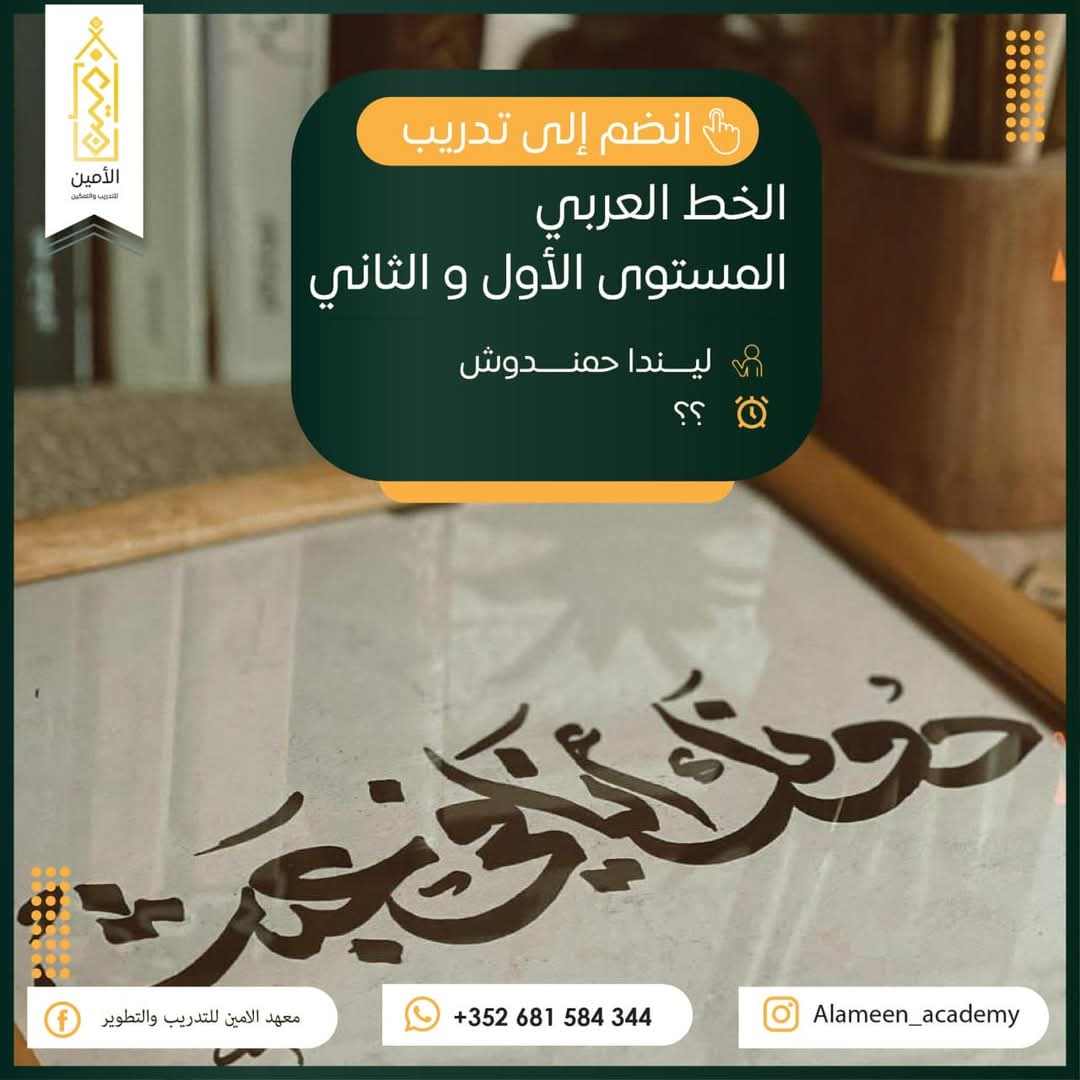 الأمين
للتدريب والتمكين
انضم إلى تدريب
الخط العربي
المستوى الأول و الثاني
ليـــندا حمنـــــدوش
؟؟
معهد الامين للتدريب والتطوير
+352 681 584 344
Alameen_academy